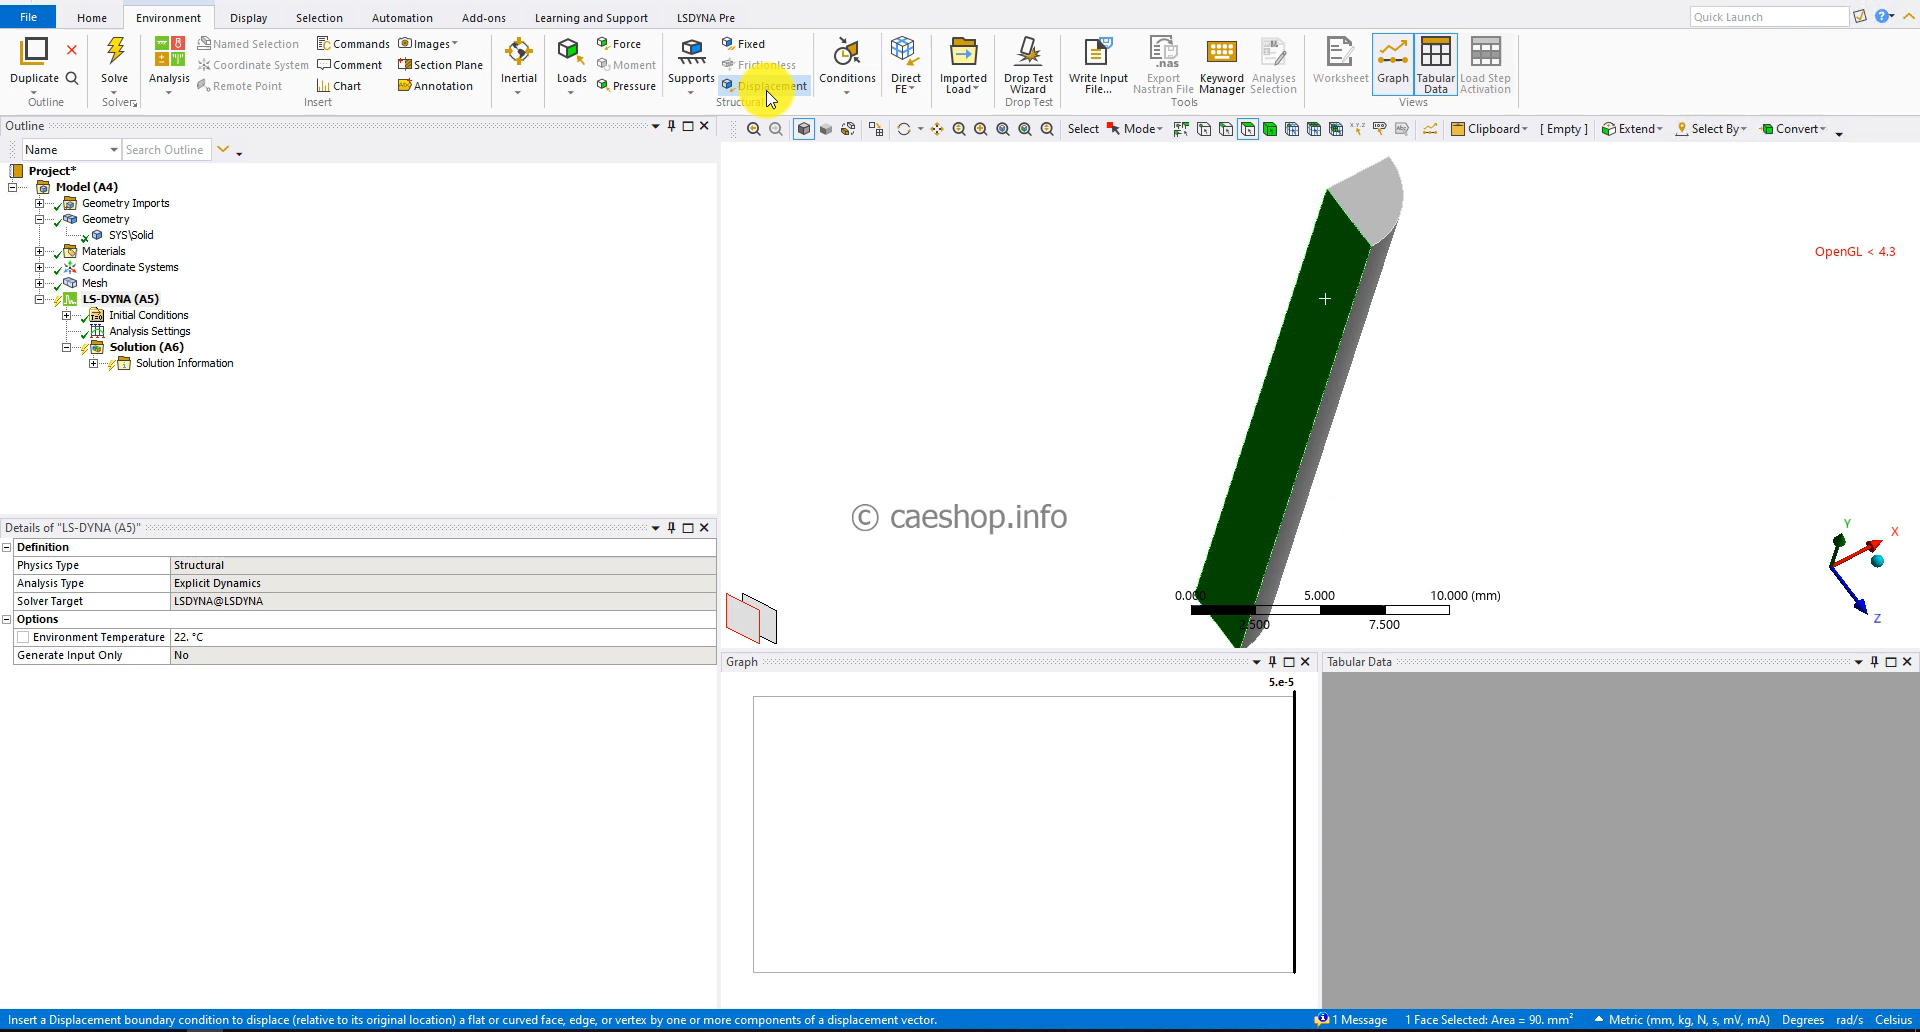 File Home Environment Display Selection Automation Add-ons Learning and Support LSDYNA Pre Quick Launch
Duplicate
Outline
Solve
Solver
Analysis
Named Selection Commands Images
Coordinate System Comment Section Plane
Remote Point Chart Annotation
Insert
Inertial
Loads
Force
Moment
Pressure
Supports
Fixed
Frictionless
Displacement
Structural
Conditions
Direct FE
Imported Load
Drop Test Wizard
Drop Test
Write Input File...
Export Nastran File
Keyword Manager
Analyses Selection
Tools
Worksheet
Graph
Tabular Data
Load Step Activation
Views
Outline
Name Search Outline
Project*
Model (A4)
Geometry Imports
Geometry
SYS\Solid
Materials
Coordinate Systems
Mesh
LS-DYNA (A5)
Initial Conditions
Analysis Settings
Solution (A6)
Solution Information
Select Mode Clipboard [ Empty ] Extend Select By Convert
OpenGL < 4.3
© caeshop.info
0.000 5.000 10.000 (mm)
2.500 7.500
Y
X
Z
Details of "LS-DYNA (A5)"
Definition
Physics Type Structural
Analysis Type Explicit Dynamics
Solver Target LSDYNA@LSDYNA
Options
Environment Temperature 22. °C
Generate Input Only No
Graph
5.e-5
Tabular Data
Insert a Displacement boundary condition to displace (relative to its original location) a flat or curved face, edge, or vertex by one or more components of a displacement vector.
1 Message 1 Face Selected: Area = 90. mm² Metric (mm, kg, N, s, mV, mA) Degrees rad/s Celsius